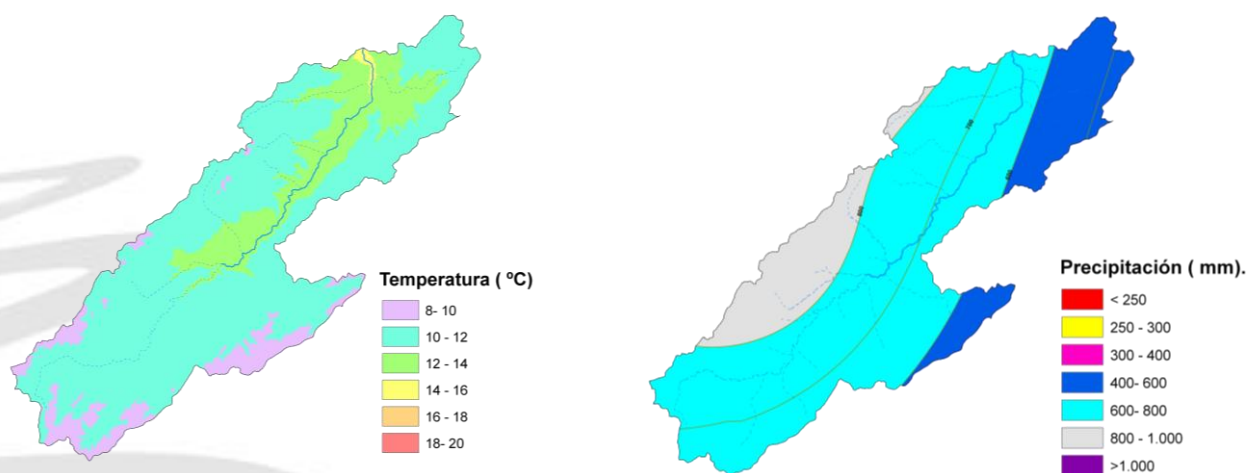 Temperatura ( ºC)
8- 10
10 - 12
12 - 14
14 - 16
16 - 18
18- 20
Precipitación ( mm).
< 250
250 - 300
300 - 400
400- 600
600- 800
800 - 1.000
>1.000